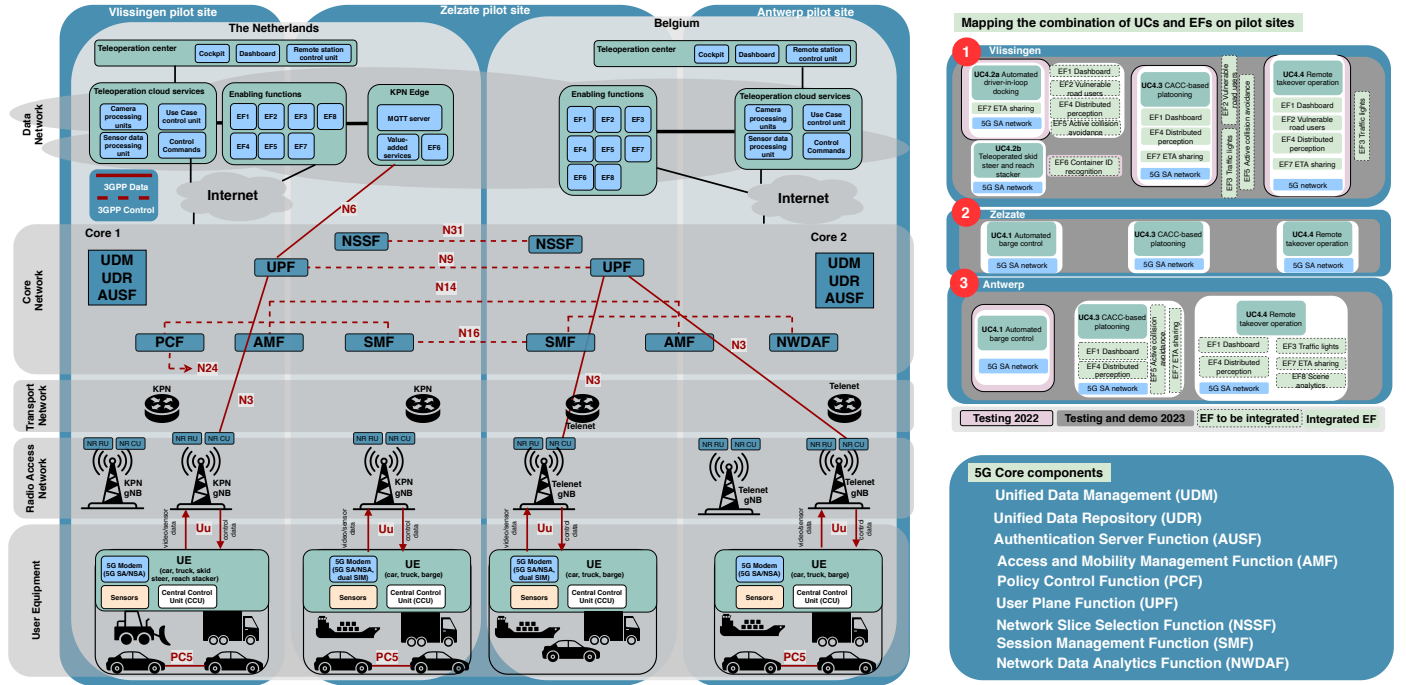 Vlissingen pilot site
Zelzate pilot site
Antwerp pilot site
The Netherlands
Belgium
Data
Network
Teleoperation center
Cockpit
Dashboard
Remote station
control unit
Teleoperation center
Cockpit
Dashboard
Remote station
control unit
Teleoperation cloud services
Camera
processing
units
Use Case
control unit
Sensor data
processing
unit
Control
Commands
Enabling functions
EF1
EF2
EF3
EF8
EF4
EF5
EF7
KPN Edge
MQTT server
Value-
added
services
EF6
Enabling functions
EF1
EF2
EF3
EF4
EF5
EF7
EF6
EF8
Teleoperation cloud services
Camera
processing
units
Use Case
control unit
Sensor data
processing unit
Control
Commands
3GPP Data
3GPP Control
Internet
Internet
N6
Core
Network
Core 1
Core 2
UDM
UDR
AUSF
NSSF
N31
NSSF
UPF
N9
UPF
N14
UDM
UDR
AUSF
PCF
AMF
SMF
N16
SMF
AMF
NWDAF
N24
N3
N3
N3
Transport
Network
KPN
KPN
Telenet
Telenet
Radio Access
Network
NR RU
NR CU
NR RU
NR CU
NR RU
NR CU
NR RU
NR CU
NR RU
NR CU
KPN
gNB
KPN
gNB
KPN
gNB
Telenet
gNB
Telenet
gNB
Telenet
gNB
video/sensor
data
Uu
control
data
video/sensor
data
Uu
control
data
video/sensor
data
Uu
control
data
video/sensor
data
Uu
control
data
User Equipment
5G Modem
(5G SA/NSA)
UE
(car, truck, skid
steer, reach stacker)
Sensors
Central Control
Unit (CCU)
PC5
5G Modem
(5G SA/NSA,
dual SIM)
UE
(car, truck, barge)
Sensors
Central Control
Unit (CCU)
PC5
5G Modem
(5G SA/NSA,
dual SIM)
UE
(car, truck, barge)
Sensors
Central Control
Unit (CCU)
5G Modem
(5G SA/NSA)
UE
(car, truck, barge)
Sensors
Central Control
Unit (CCU)
PC5
Mapping the combination of UCs and EFs on pilot sites
1
Vlissingen
UC4.2a Automated
driver-in-loop
docking
EF7 ETA sharing
5G SA network
EF1 Dashboard
EF2 Vulnerable
road users
EF4 Distributed
perception
EF5 Active collision
avoidance
UC4.2b
Teleoperated skid
steer and reach
stacker
5G SA network
EF6 Container ID
recognition
UC4.3 CACC-based
platooning
EF1 Dashboard
EF4 Distributed
perception
EF7 ETA sharing
5G SA network
EF2 Vulnerable
road users
EF3 Traffic lights
EF5 Active collision avoidance
UC4.4 Remote
takeover operation
EF1 Dashboard
EF2 Vulnerable
road users
EF4 Distributed
perception
EF7 ETA sharing
5G network
EF3 Traffic lights
2
Zelzate
UC4.1 Automated
barge control
5G SA network
UC4.3 CACC-based
platooning
5G SA network
UC4.4 Remote
takeover operation
5G SA network
3
Antwerp
UC4.1 Automated
barge control
5G SA network
UC4.3 CACC-based
platooning
EF1 Dashboard
EF4 Distributed
perception
5G SA network
EF5 Active collision
avoidance
EF7 ETA sharing
UC4.4 Remote
takeover operation
EF1 Dashboard
EF4 Distributed
perception
5G SA network
EF3 Traffic lights
EF7 ETA sharing
EF8 Scene
analytics
Testing 2022
Testing and demo 2023
EF to be integrated
Integrated EF
5G Core components
Unified Data Management (UDM)
Unified Data Repository (UDR)
Authentication Server Function (AUSF)
Access and Mobility Management Function (AMF)
Policy Control Function (PCF)
User Plane Function (UPF)
Network Slice Selection Function (NSSF)
Session Management Function (SMF)
Network Data Analytics Function (NWDAF)